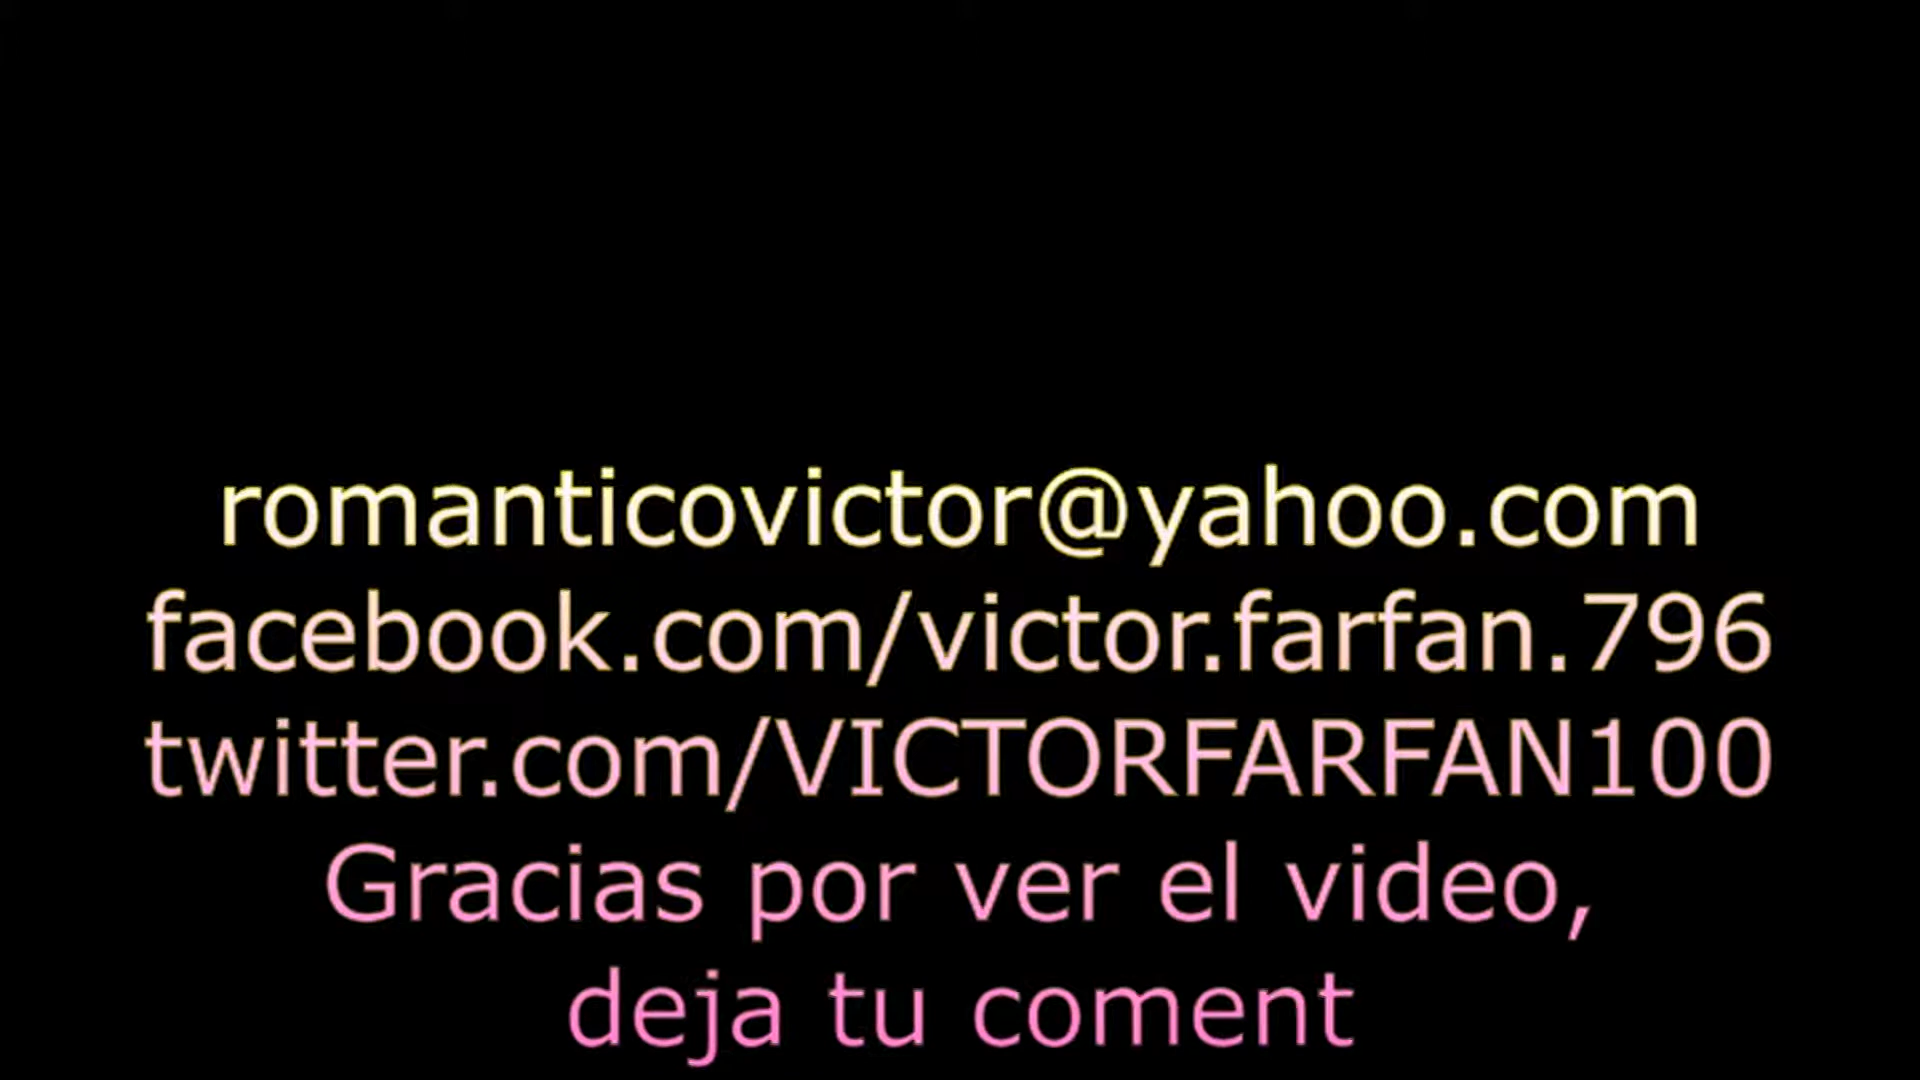 romanticovictor@yahoo.com
facebook.com/victor.farfan.796
twitter.com/VICTORFARFAN100
Gracias por ver el video,
deja tu coment